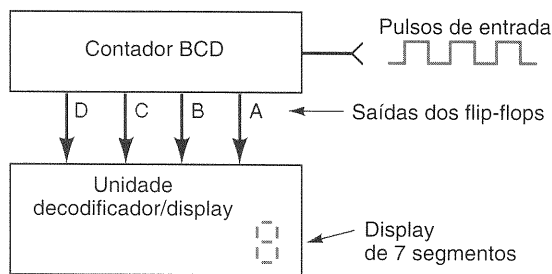 Contador BCD
Pulsos de entrada
D C B A
Saídas dos flip-flops
Unidade
decodificador/display
Display
de 7 segmentos